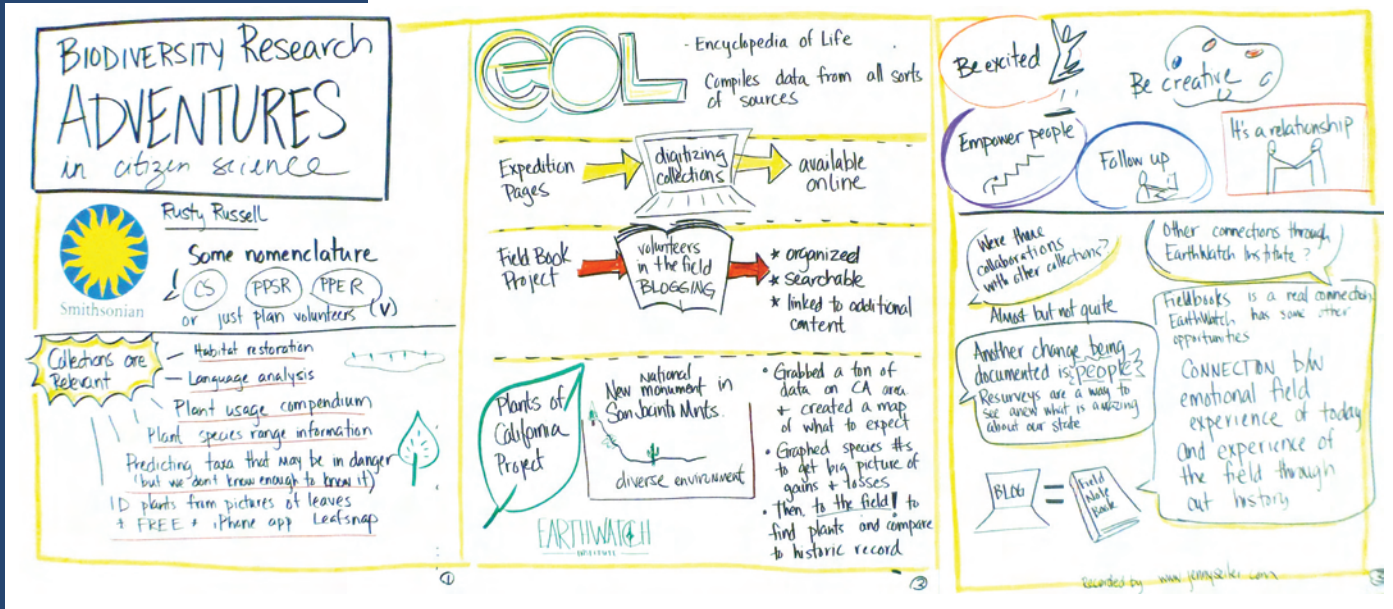 BIODIVERSITY Research
ADVENTURES
in citizen science
Rusty Russell
Smithsonian
Some nomenclature
! CS PPSR PPER
or just plan volunteers (V)
Collections are
Relevant
Habitat restoration
Language analysis
Plant usage compendium
Plant species range information
Predicting taxa that may be in danger
(but we don't know enough to know it)
ID plants from pictures of leaves
+ FREE + iPhone app Leafsnap
1
EOL
- Encyclopedia of Life
Compiles data from all sorts
of sources
Expedition
Pages
digitizing
collections
available
online
Field Book
Project
volunteers
in the field
BLOGGING
* organized
* searchable
* linked to additional
content
Plants of
California
Project
National
New monument in
San Jacinto Mnts.
diverse environment
EARTHWATCH
INSTITUTE
• Grabbed a ton of
data on CA area
+ created a map
of what to expect
• Graphed species #s
to get big picture of
gains + losses
• then to the field! to
find plants and compare
to historic record
3
Be excited
Be creative
Empower people
Follow up
It's a relationship
Were there
collaborations
with other collections?
Almost but not quite
Other connections through
EarthWatch Institute?
Fieldbooks is a real connection
EarthWatch has some other
opportunities
Another change being
documented is people?
Resurveys are a way to
see anew what is amazing
about our state
CONNECTION b/w
emotional field
experience of today
and experience of
the field through
out history
BLOG
=
Field
Note
Book
Recorded by www.jennyseiler.com